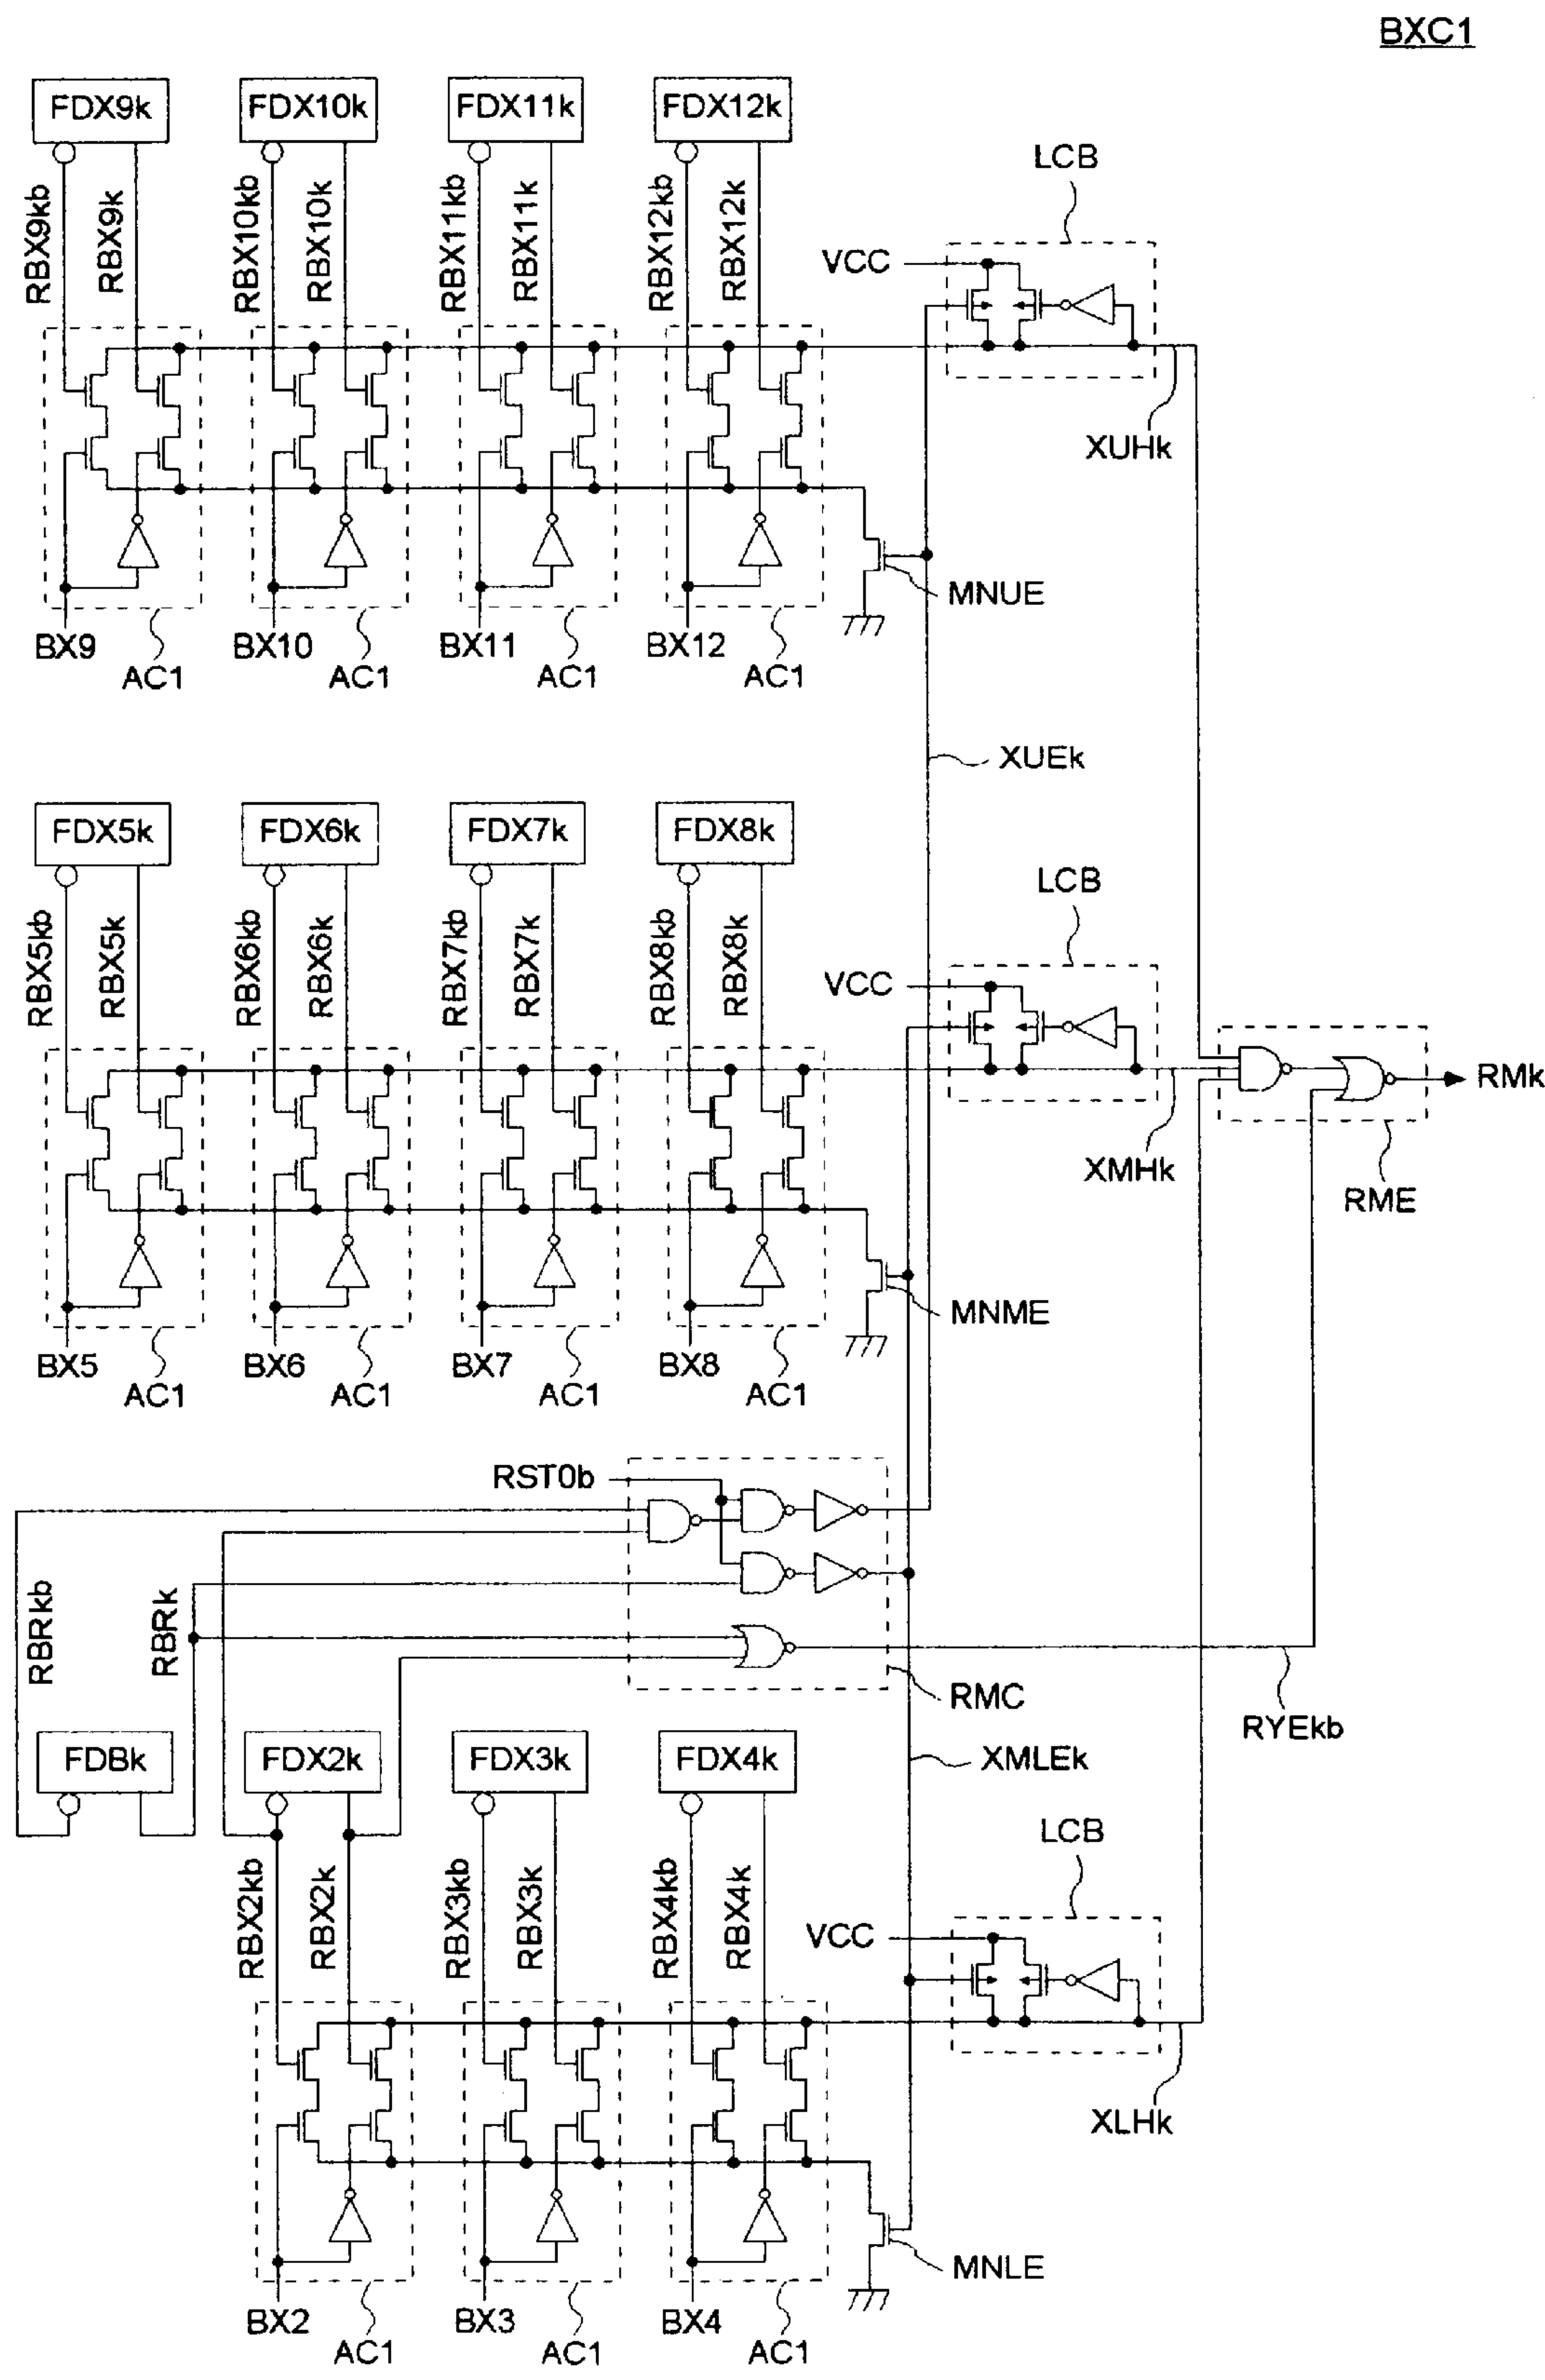 BXC1
FDX9k FDX10k FDX11k FDX12k
LCB
RBX9kb RBX9k RBX10kb RBX10k RBX11kb RBX11k RBX12kb RBX12k
VCC
XUHk
MNUE
BX9 BX10 BX11 BX12
AC1 AC1 AC1 AC1
XUEk
FDX5k FDX6k FDX7k FDX8k
LCB
RBX5kb RBX5k RBX6kb RBX6k RBX7kb RBX7k RBX8kb RBX8k
VCC
RMk
XMHk
RME
MNME
BX5 BX6 BX7 BX8
AC1 AC1 AC1 AC1
RST0b
RBRkb RBRk
RMC
RYEkb
FDBk FDX2k FDX3k FDX4k
XMLEk
LCB
RBX2kb RBX2k RBX3kb RBX3k RBX4kb RBX4k
VCC
XLHk
MNLE
BX2 BX3 BX4
AC1 AC1 AC1